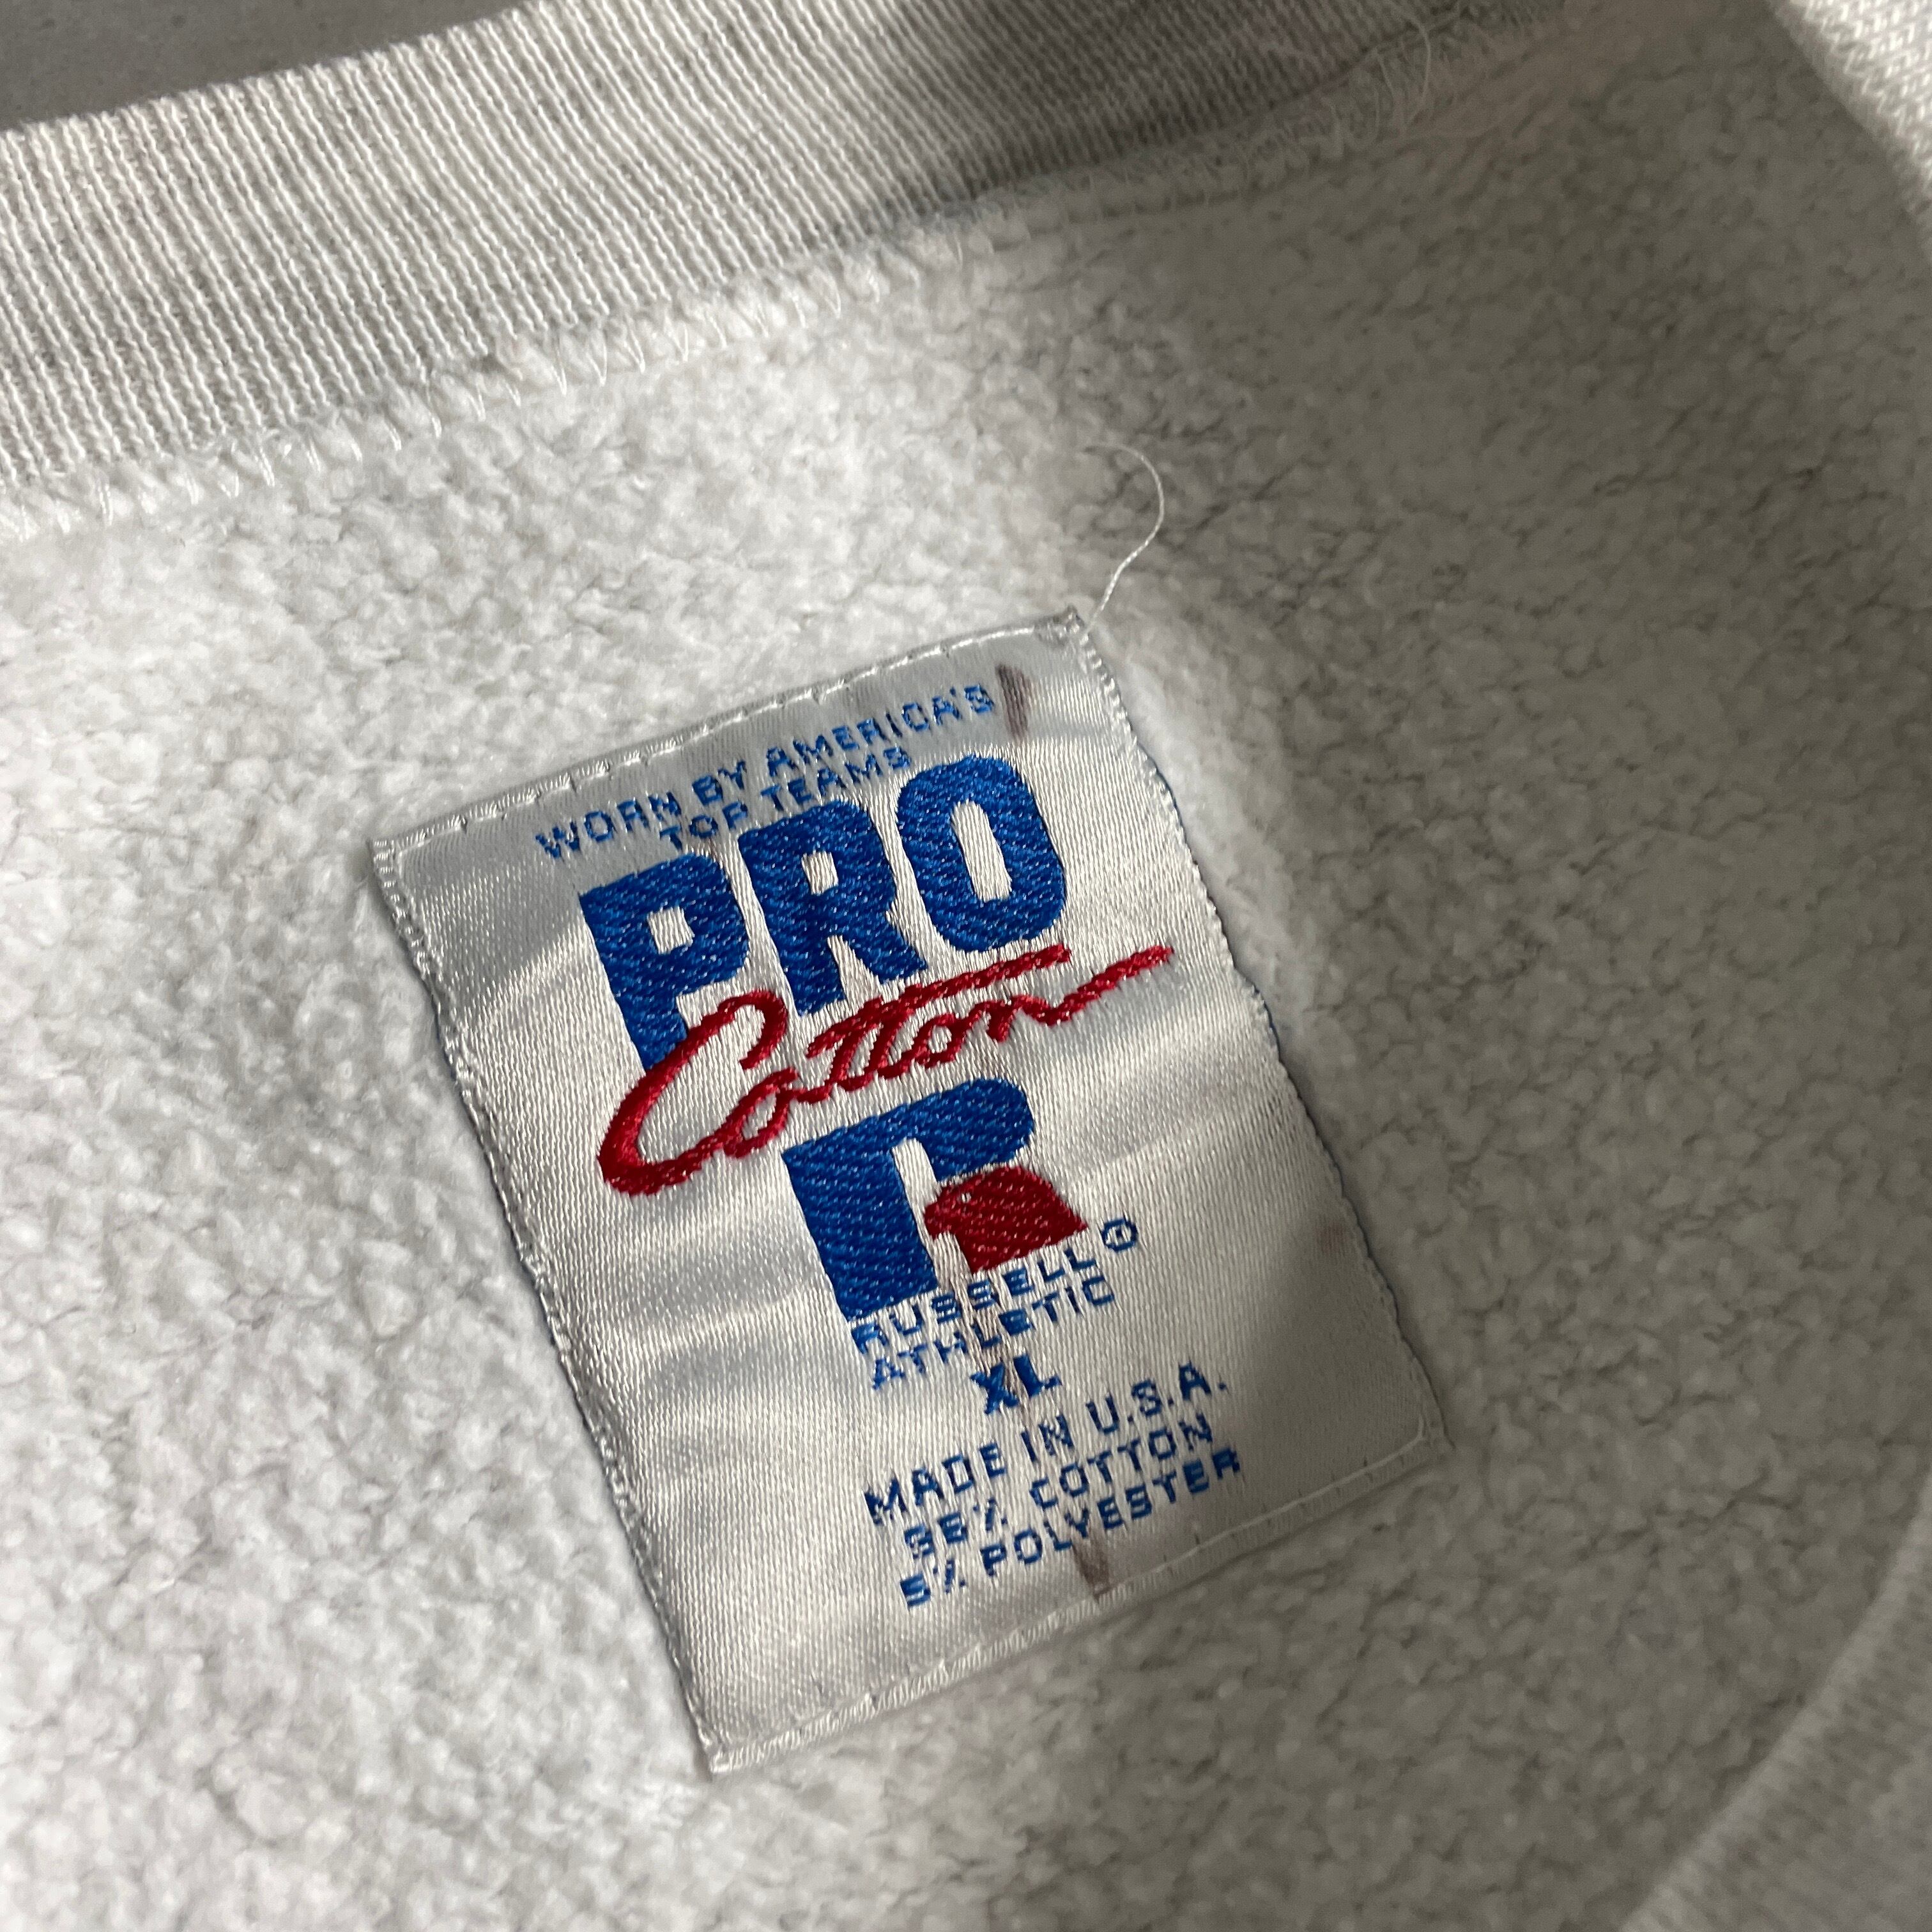 WORN BY AMERICA'S
TOP TEAMS
PRO
Cotton
R
RUSSELL®
ATHLETIC
XL
MADE IN U.S.A.
95% COTTON
5% POLYESTER